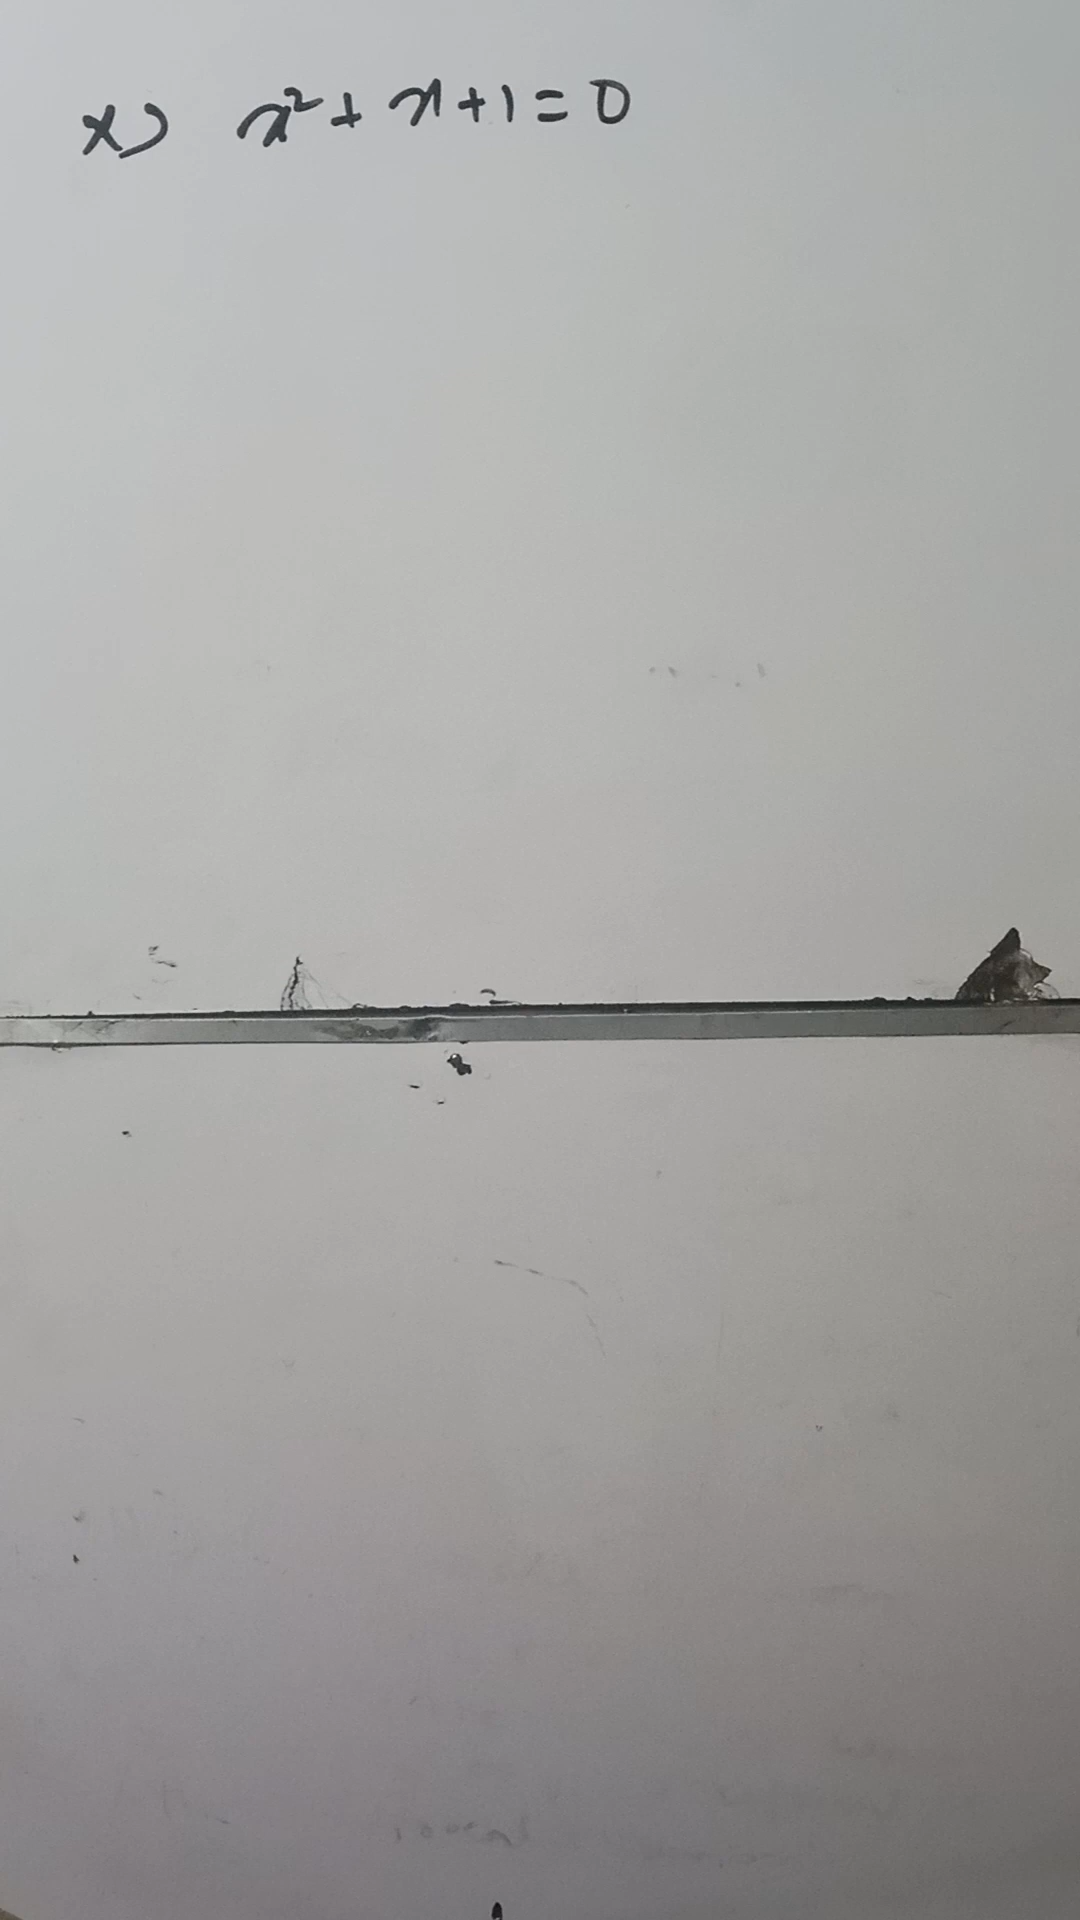 x) x² + x + 1 = 0